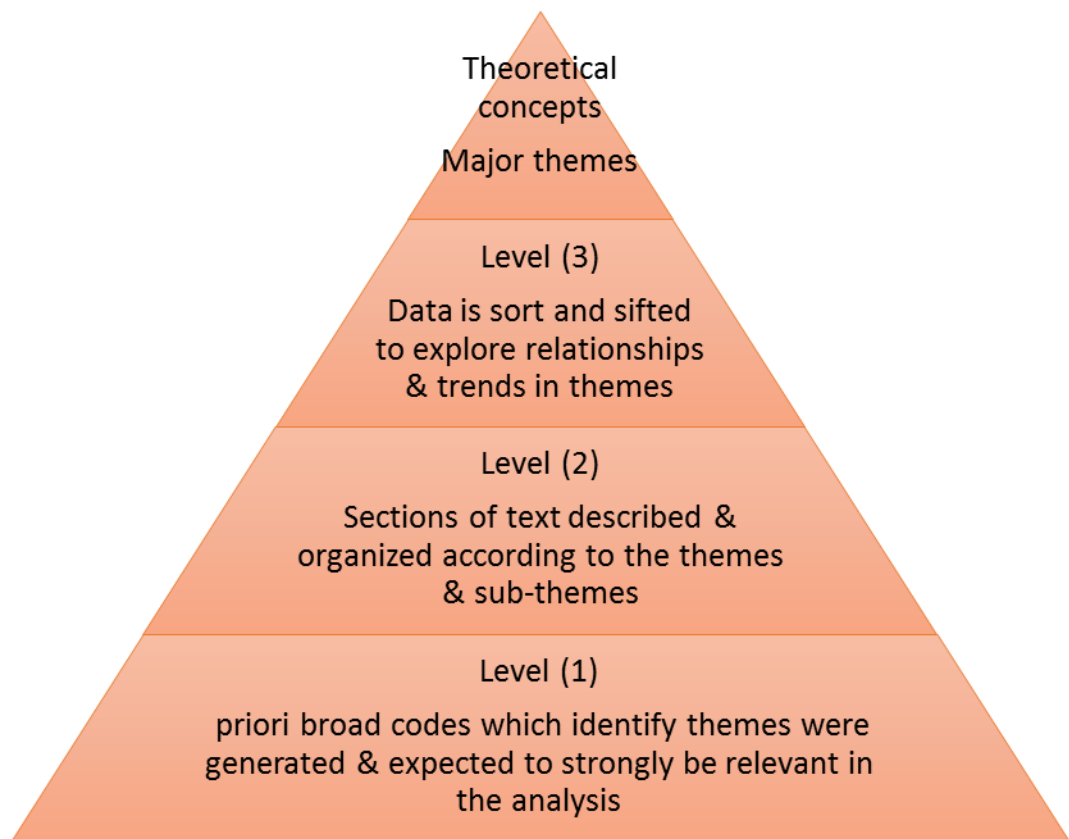 Theoretical
concepts
Major themes
Level (3)
Data is sort and sifted
to explore relationships
& trends in themes
Level (2)
Sections of text described &
organized according to the themes
& sub-themes
Level (1)
priori broad codes which identify themes were
generated & expected to strongly be relevant in
the analysis